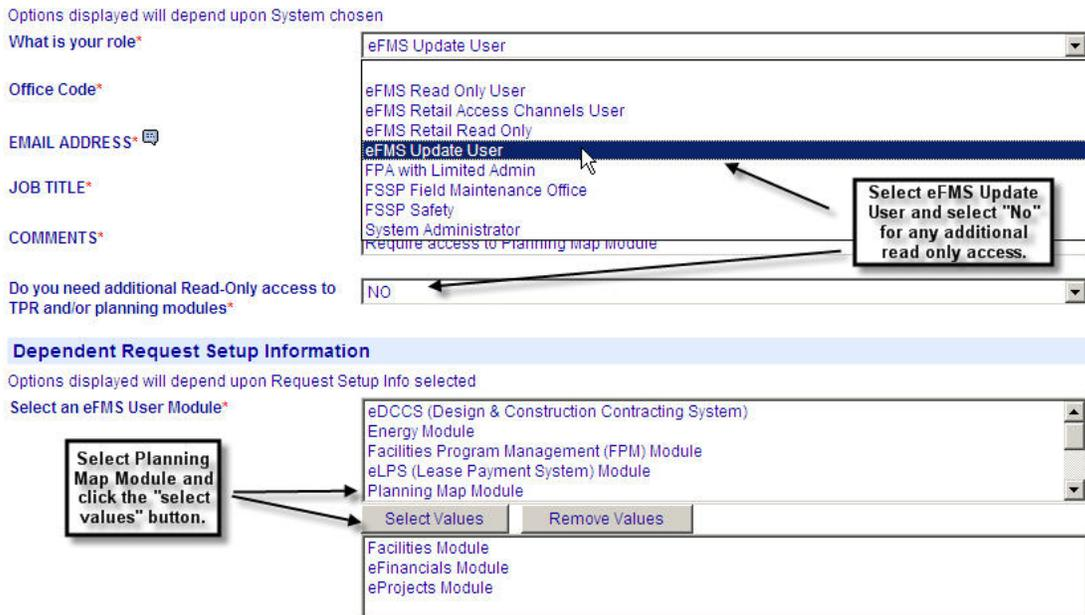 Options displayed will depend upon System chosen
What is your role*
eFMS Update User
Office Code*
eFMS Read Only User
eFMS Retail Access Channels User
eFMS Retail Read Only
EMAIL ADDRESS*
eFMS Update User
FPA with Limited Admin
JOB TITLE*
FSSP Field Maintenance Office
FSSP Safety
System Administrator
COMMENTS*
Require access to Planning Map Module
Select eFMS Update
User and select "No"
for any additional
read only access.
Do you need additional Read-Only access to
TPR and/or planning modules*
NO
Dependent Request Setup Information
Options displayed will depend upon Request Setup Info selected
Select an eFMS User Module*
eDCCS (Design & Construction Contracting System)
Energy Module
Facilities Program Management (FPM) Module
eLPS (Lease Payment System) Module
Planning Map Module
Select Planning
Map Module and
click the "select
values" button.
Select Values
Remove Values
Facilities Module
eFinancials Module
eProjects Module